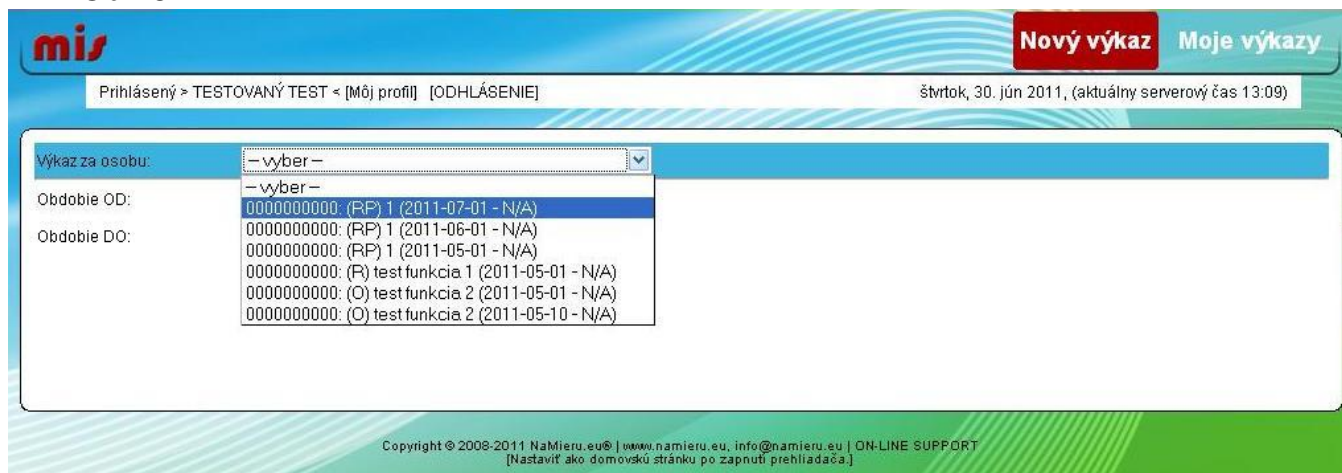 mis
Nový výkaz Moje výkazy
Prihlásený > TESTOVANÝ TEST < [Môj profil] [ODHLÁSENIE] štvrtok, 30. jún 2011, (aktuálny serverový čas 13:09)
Výkaz za osobu: – vyber –
– vyber –
Obdobie OD:
0000000000: (RP) 1 (2011-07-01 - N/A)
0000000000: (RP) 1 (2011-06-01 - N/A)
Obdobie DO:
0000000000: (RP) 1 (2011-05-01 - N/A)
0000000000: (R) test funkcia 1 (2011-05-01 - N/A)
0000000000: (O) test funkcia 2 (2011-05-01 - N/A)
0000000000: (O) test funkcia 2 (2011-05-10 - N/A)
Copyright © 2008-2011 NaMieru.eu® | www.namieru.eu, info@namieru.eu | ON-LINE SUPPORT
[Nastaviť ako domovskú stránku po zapnutí prehliadača.]